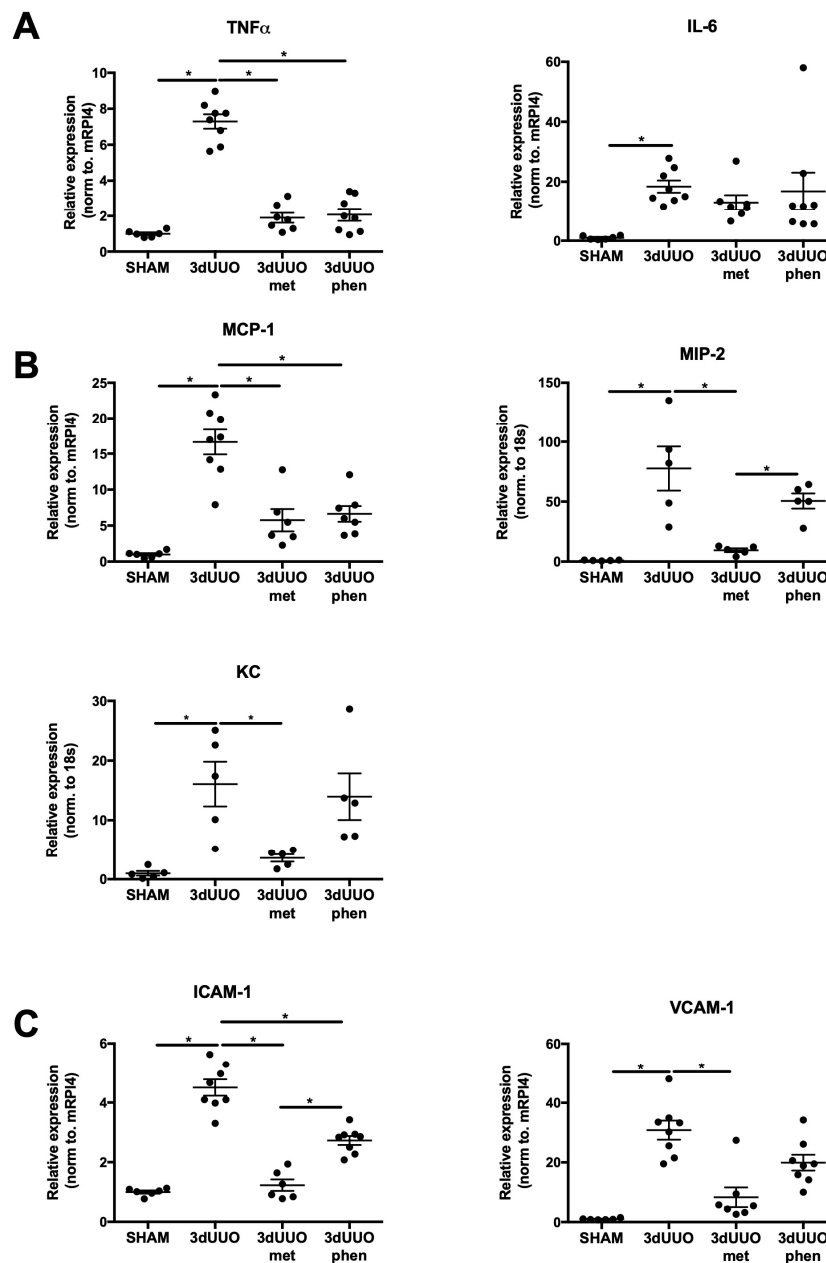 A
TNFα
Relative expression
(norm to. mRPl4)
10
8
6
4
2
0
*
*
*
SHAM
3dUUO
3dUUO
met
3dUUO
phen
IL-6
Relative expression
(norm to. mRPl4)
60
40
20
0
*
SHAM
3dUUO
3dUUO
met
3dUUO
phen
B
MCP-1
Relative expression
(norm to. mRPl4)
25
20
15
10
5
0
*
*
*
SHAM
3dUUO
3dUUO
met
3dUUO
phen
MIP-2
Relative expression
(norm. to 18s)
150
100
50
0
*
*
*
SHAM
3dUUO
3dUUO
met
3dUUO
phen
KC
Relative expression
(norm. to 18s)
30
20
10
0
*
*
SHAM
3dUUO
3dUUO
met
3dUUO
phen
C
ICAM-1
Relative expression
(norm to. mRPl4)
6
4
2
0
*
*
*
*
SHAM
3dUUO
3dUUO
met
3dUUO
phen
VCAM-1
Relative expression
(norm to. mRPl4)
60
40
20
0
*
*
SHAM
3dUUO
3dUUO
met
3dUUO
phen